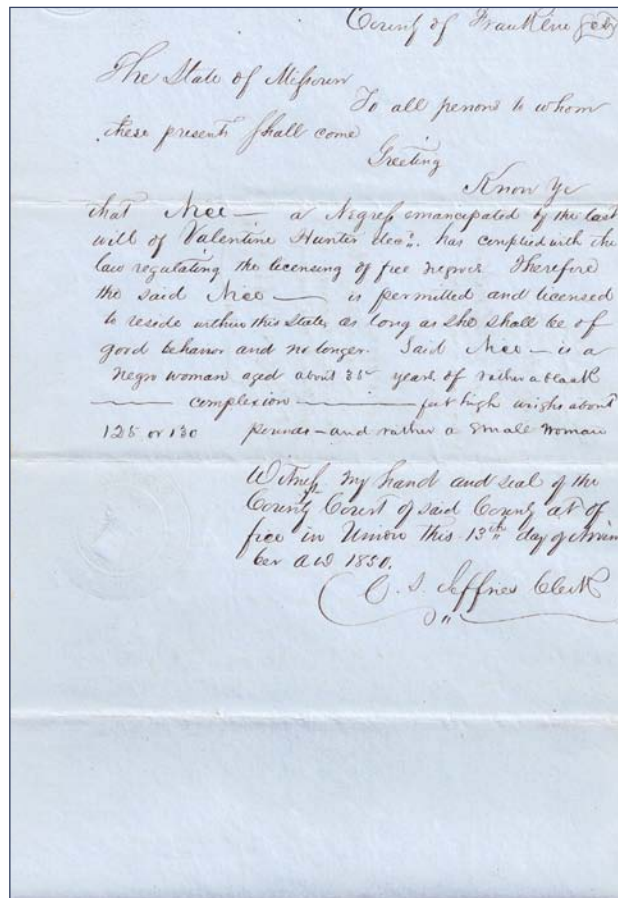 County of Franklin
The State of Missouri
To all persons to whom
these presents shall come
Greeting
Know Ye
that Nice — a Negress emancipated by the last
will of Valentine Hunter decd. has complied with the
law regulating the licensing of free negroes Therefore
the said Nice — is permitted and licensed
to reside within this State, as long as she shall be of
good behavior and no longer. Said Nice — is a
Negro woman aged about 35 years of rather a black
—— complexion —— feet high weighs about
125 or 130 pounds — and rather a small woman
Witness my hand and seal of the
County Court of said County at of
fice in Union this 13th day of
ber AD 1850.
C. S. Jeffries Clerk